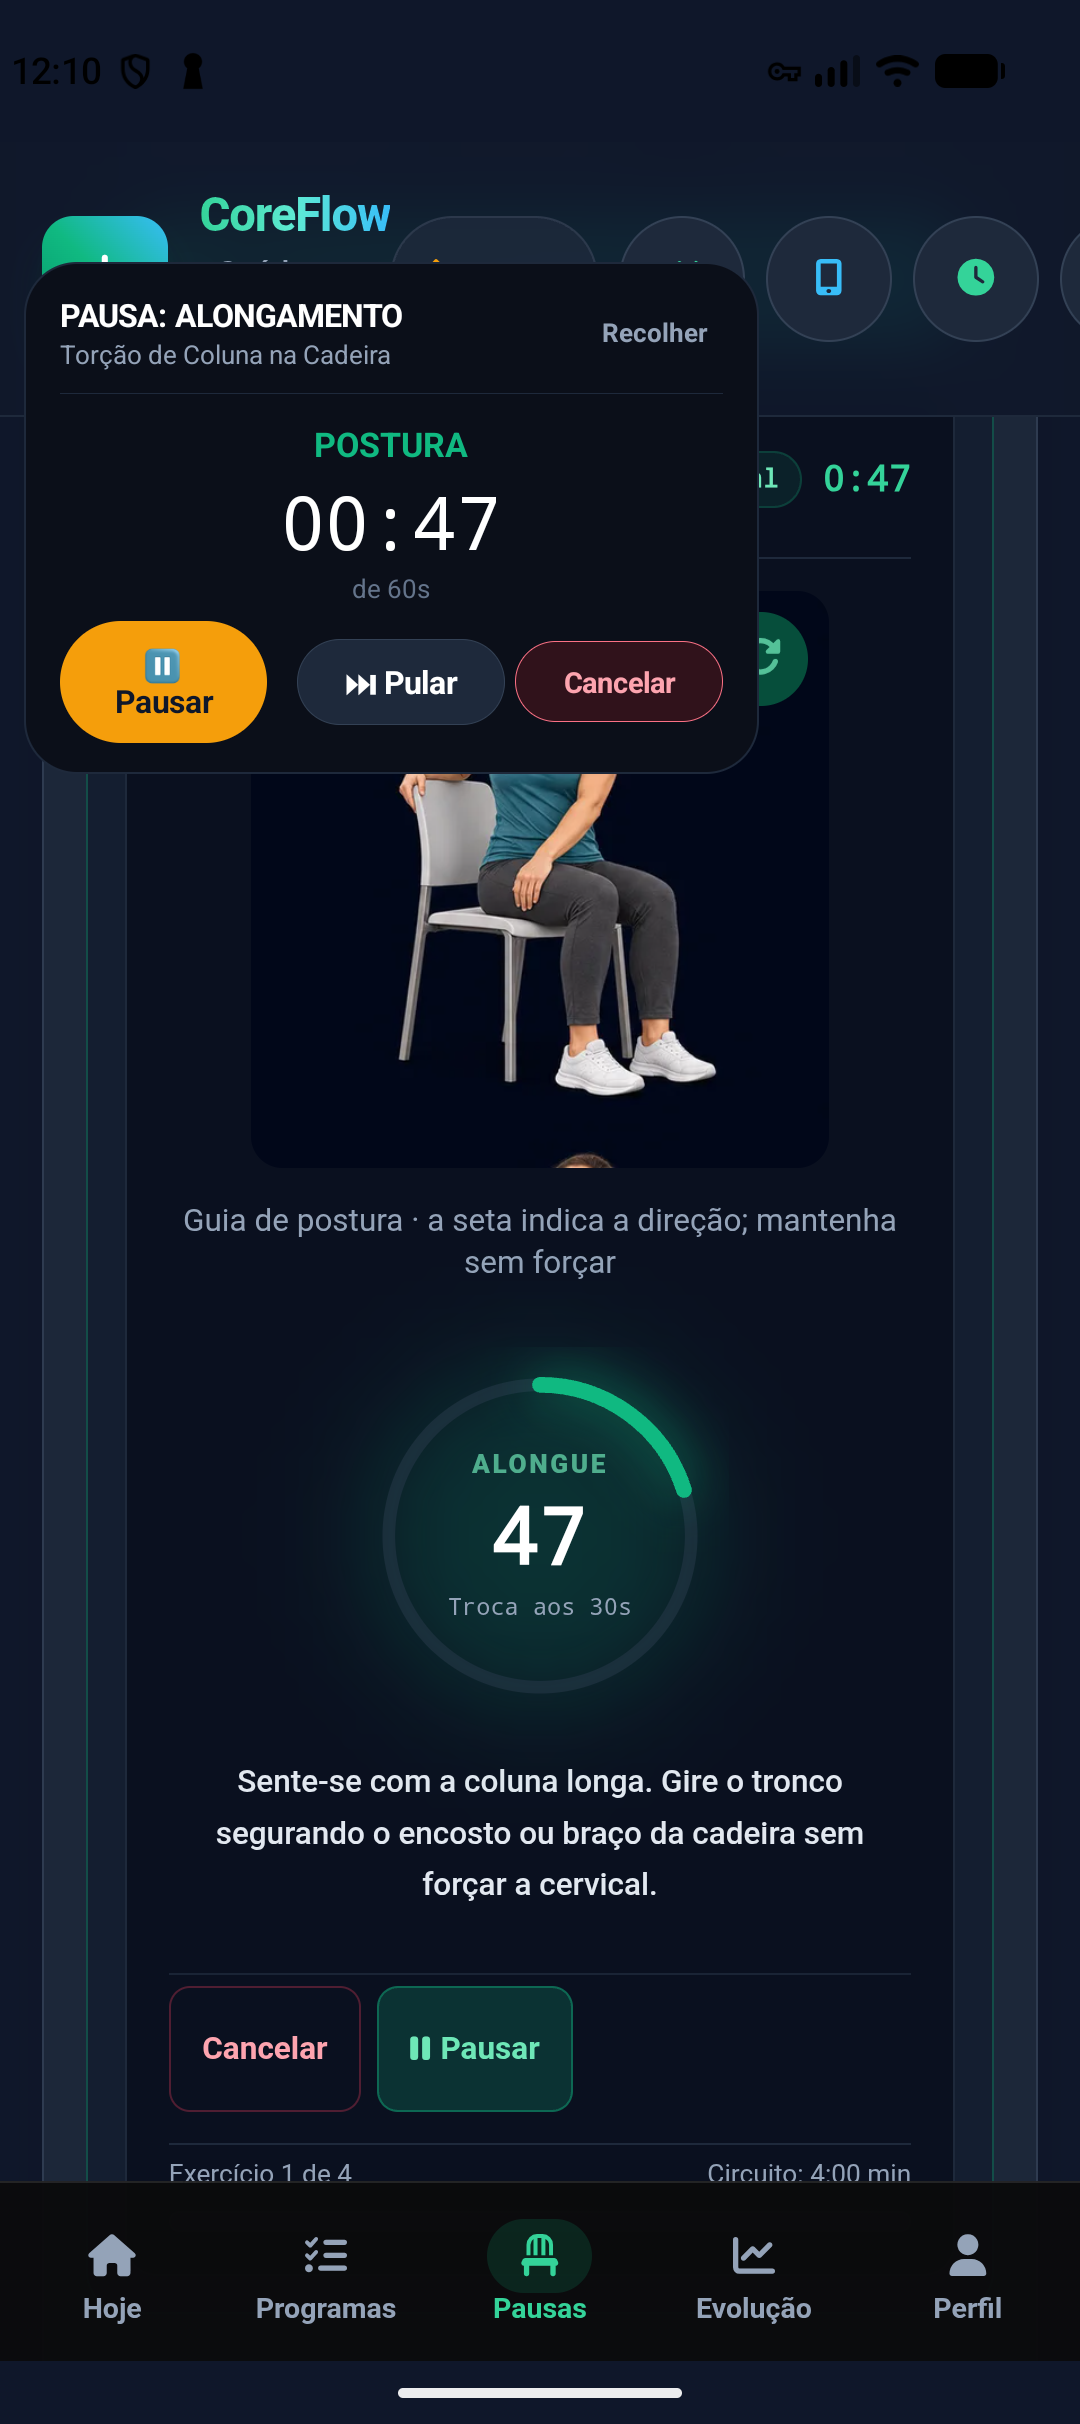 12:10
CoreFlow
PAUSA: ALONGAMENTO
Torção de Coluna na Cadeira
Recolher
POSTURA
00:47
de 60s
Pausar
Pular
Cancelar
0:47
Guia de postura · a seta indica a direção; mantenha
sem forçar
ALONGUE
47
Troca aos 30s
Sente-se com a coluna longa. Gire o tronco
segurando o encosto ou braço da cadeira sem
forçar a cervical.
Cancelar
Pausar
Exercício 1 de 4
Circuito: 4:00 min
Hoje
Programas
Pausas
Evolução
Perfil